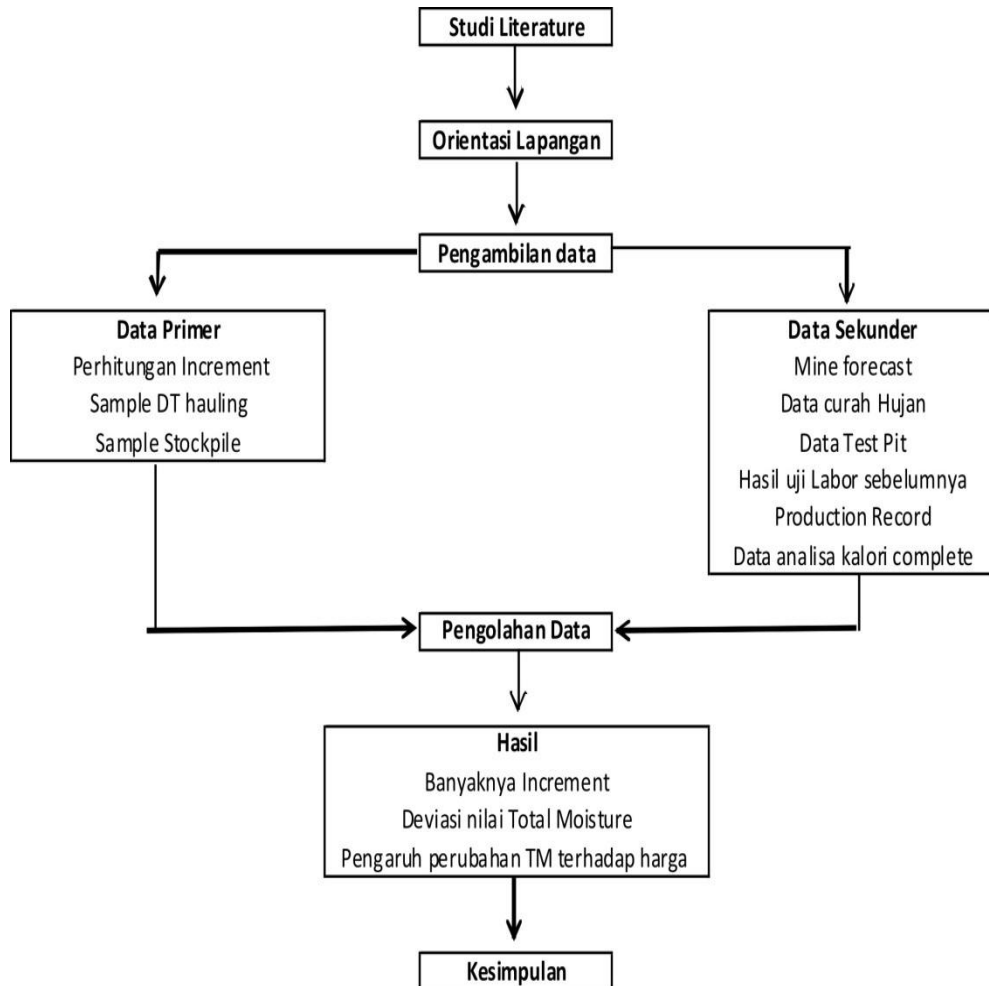 Studi Literature
Orientasi Lapangan
Pengambilan data
Data Primer
Perhitungan Increment
Sample DT hauling
Sample Stockpile
Data Sekunder
Mine forecast
Data curah Hujan
Data Test Pit
Hasil uji Labor sebelumnya
Production Record
Data analisa kalori complete
Pengolahan Data
Hasil
Banyaknya Increment
Deviasi nilai Total Moisture
Pengaruh perubahan TM terhadap harga
Kesimpulan